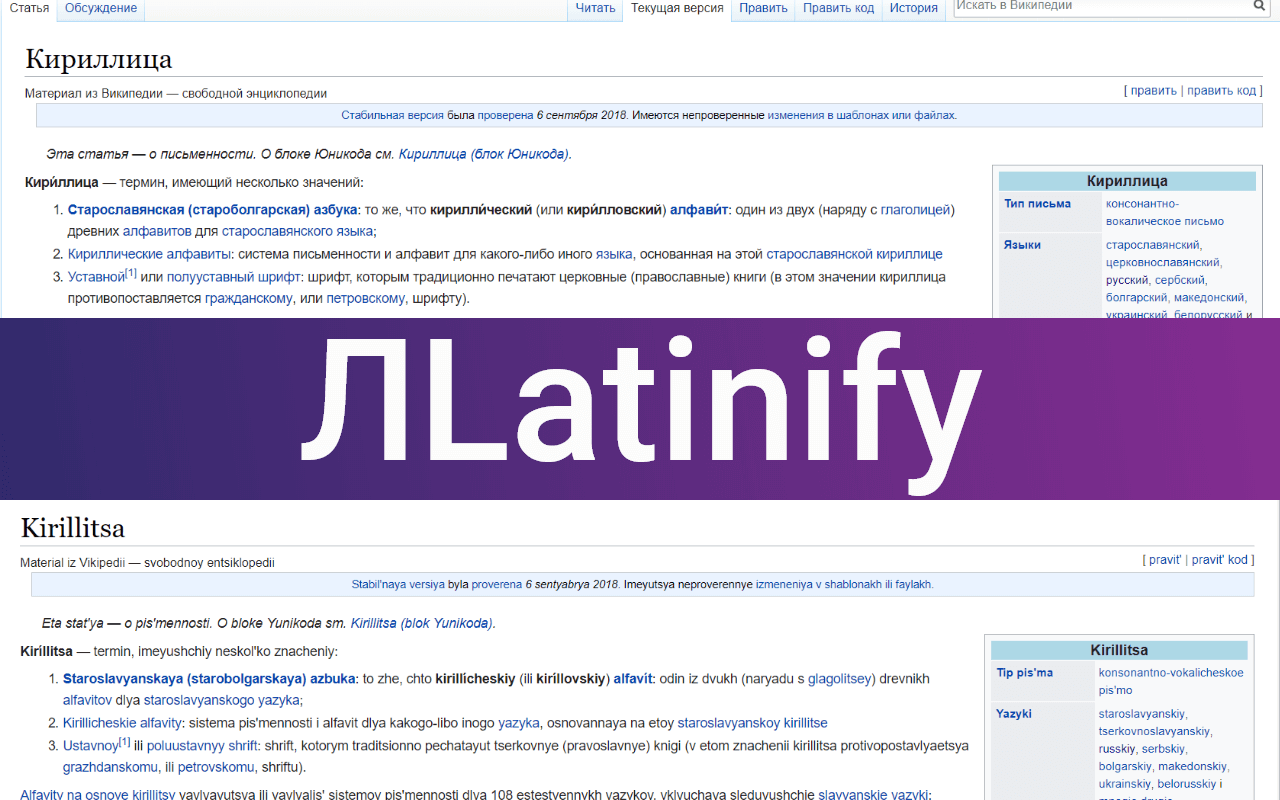 Статья Обсуждение Читать Текущая версия Править Править код История Искать в Википедии
Кириллица
Материал из Википедии — свободной энциклопедии [ править | править код ]
Стабильная версия была проверена 6 сентября 2018. Имеются непроверенные изменения в шаблонах или файлах.
Эта статья — о письменности. О блоке Юникода см. Кириллица (блок Юникода).
Кири́ллица — термин, имеющий несколько значений:
1. Старославянская (староболгарская) азбука: то же, что кирилли́ческий (или кири́лловский) алфави́т: один из двух (наряду с глаголицей)
древних алфавитов для старославянского языка;
2. Кириллические алфавиты: система письменности и алфавит для какого-либо иного языка, основанная на этой старославянской кириллице
3. Уставной[1] или полууставный шрифт: шрифт, которым традиционно печатают церковные (православные) книги (в этом значении кириллица
противопоставляется гражданскому, или петровскому, шрифту).
Кириллица
Тип письма консонантно-
вокалическое письмо
Языки старославянский,
церковнославянский,
русский, сербский,
болгарский, македонский,
украинский, белорусский и
ЛLatinify
Kirillitsa
Material iz Vikipedii — svobodnoy entsiklopedii [ pravit' | pravit' kod ]
Stabil'naya versiya byla proverena 6 sentyabrya 2018. Imeyutsya neproverennye izmeneniya v shablonakh ili faylakh.
Eta stat'ya — o pis'mennosti. O bloke Yunikoda sm. Kirillitsa (blok Yunikoda).
Kiríllitsa — termin, imeyushchiy neskol'ko znacheniy:
1. Staroslavyanskaya (starobolgarskaya) azbuka: to zhe, chto kirillícheskiy (ili kiríllovskiy) alfavít: odin iz dvukh (naryadu s glagolitsey) drevnikh
alfavitov dlya staroslavyanskogo yazyka;
2. Kirillicheskie alfavity: sistema pis'mennosti i alfavit dlya kakogo-libo inogo yazyka, osnovannaya na etoy staroslavyanskoy kirillitse
3. Ustavnoy[1] ili poluustavnyy shrift: shrift, kotorym traditsionno pechatayut tserkovnye (pravoslavnye) knigi (v etom znachenii kirillitsa protivopostavlyaetsya
grazhdanskomu, ili petrovskomu, shriftu).
Alfavity na osnove kirillitsy yavlyayutsya ili yavlyalis' sistemoy pis'mennosti dlya 108 estestvennykh yazykov, vklyuchaya sleduyushchie slavyanskie yazyki:
Kirillitsa
Tip pis'ma konsonantno-vokalicheskoe
pis'mo
Yazyki staroslavyanskiy,
tserkovnoslavyanskiy,
russkiy, serbskiy,
bolgarskiy, makedonskiy,
ukrainskiy, belorusskiy i